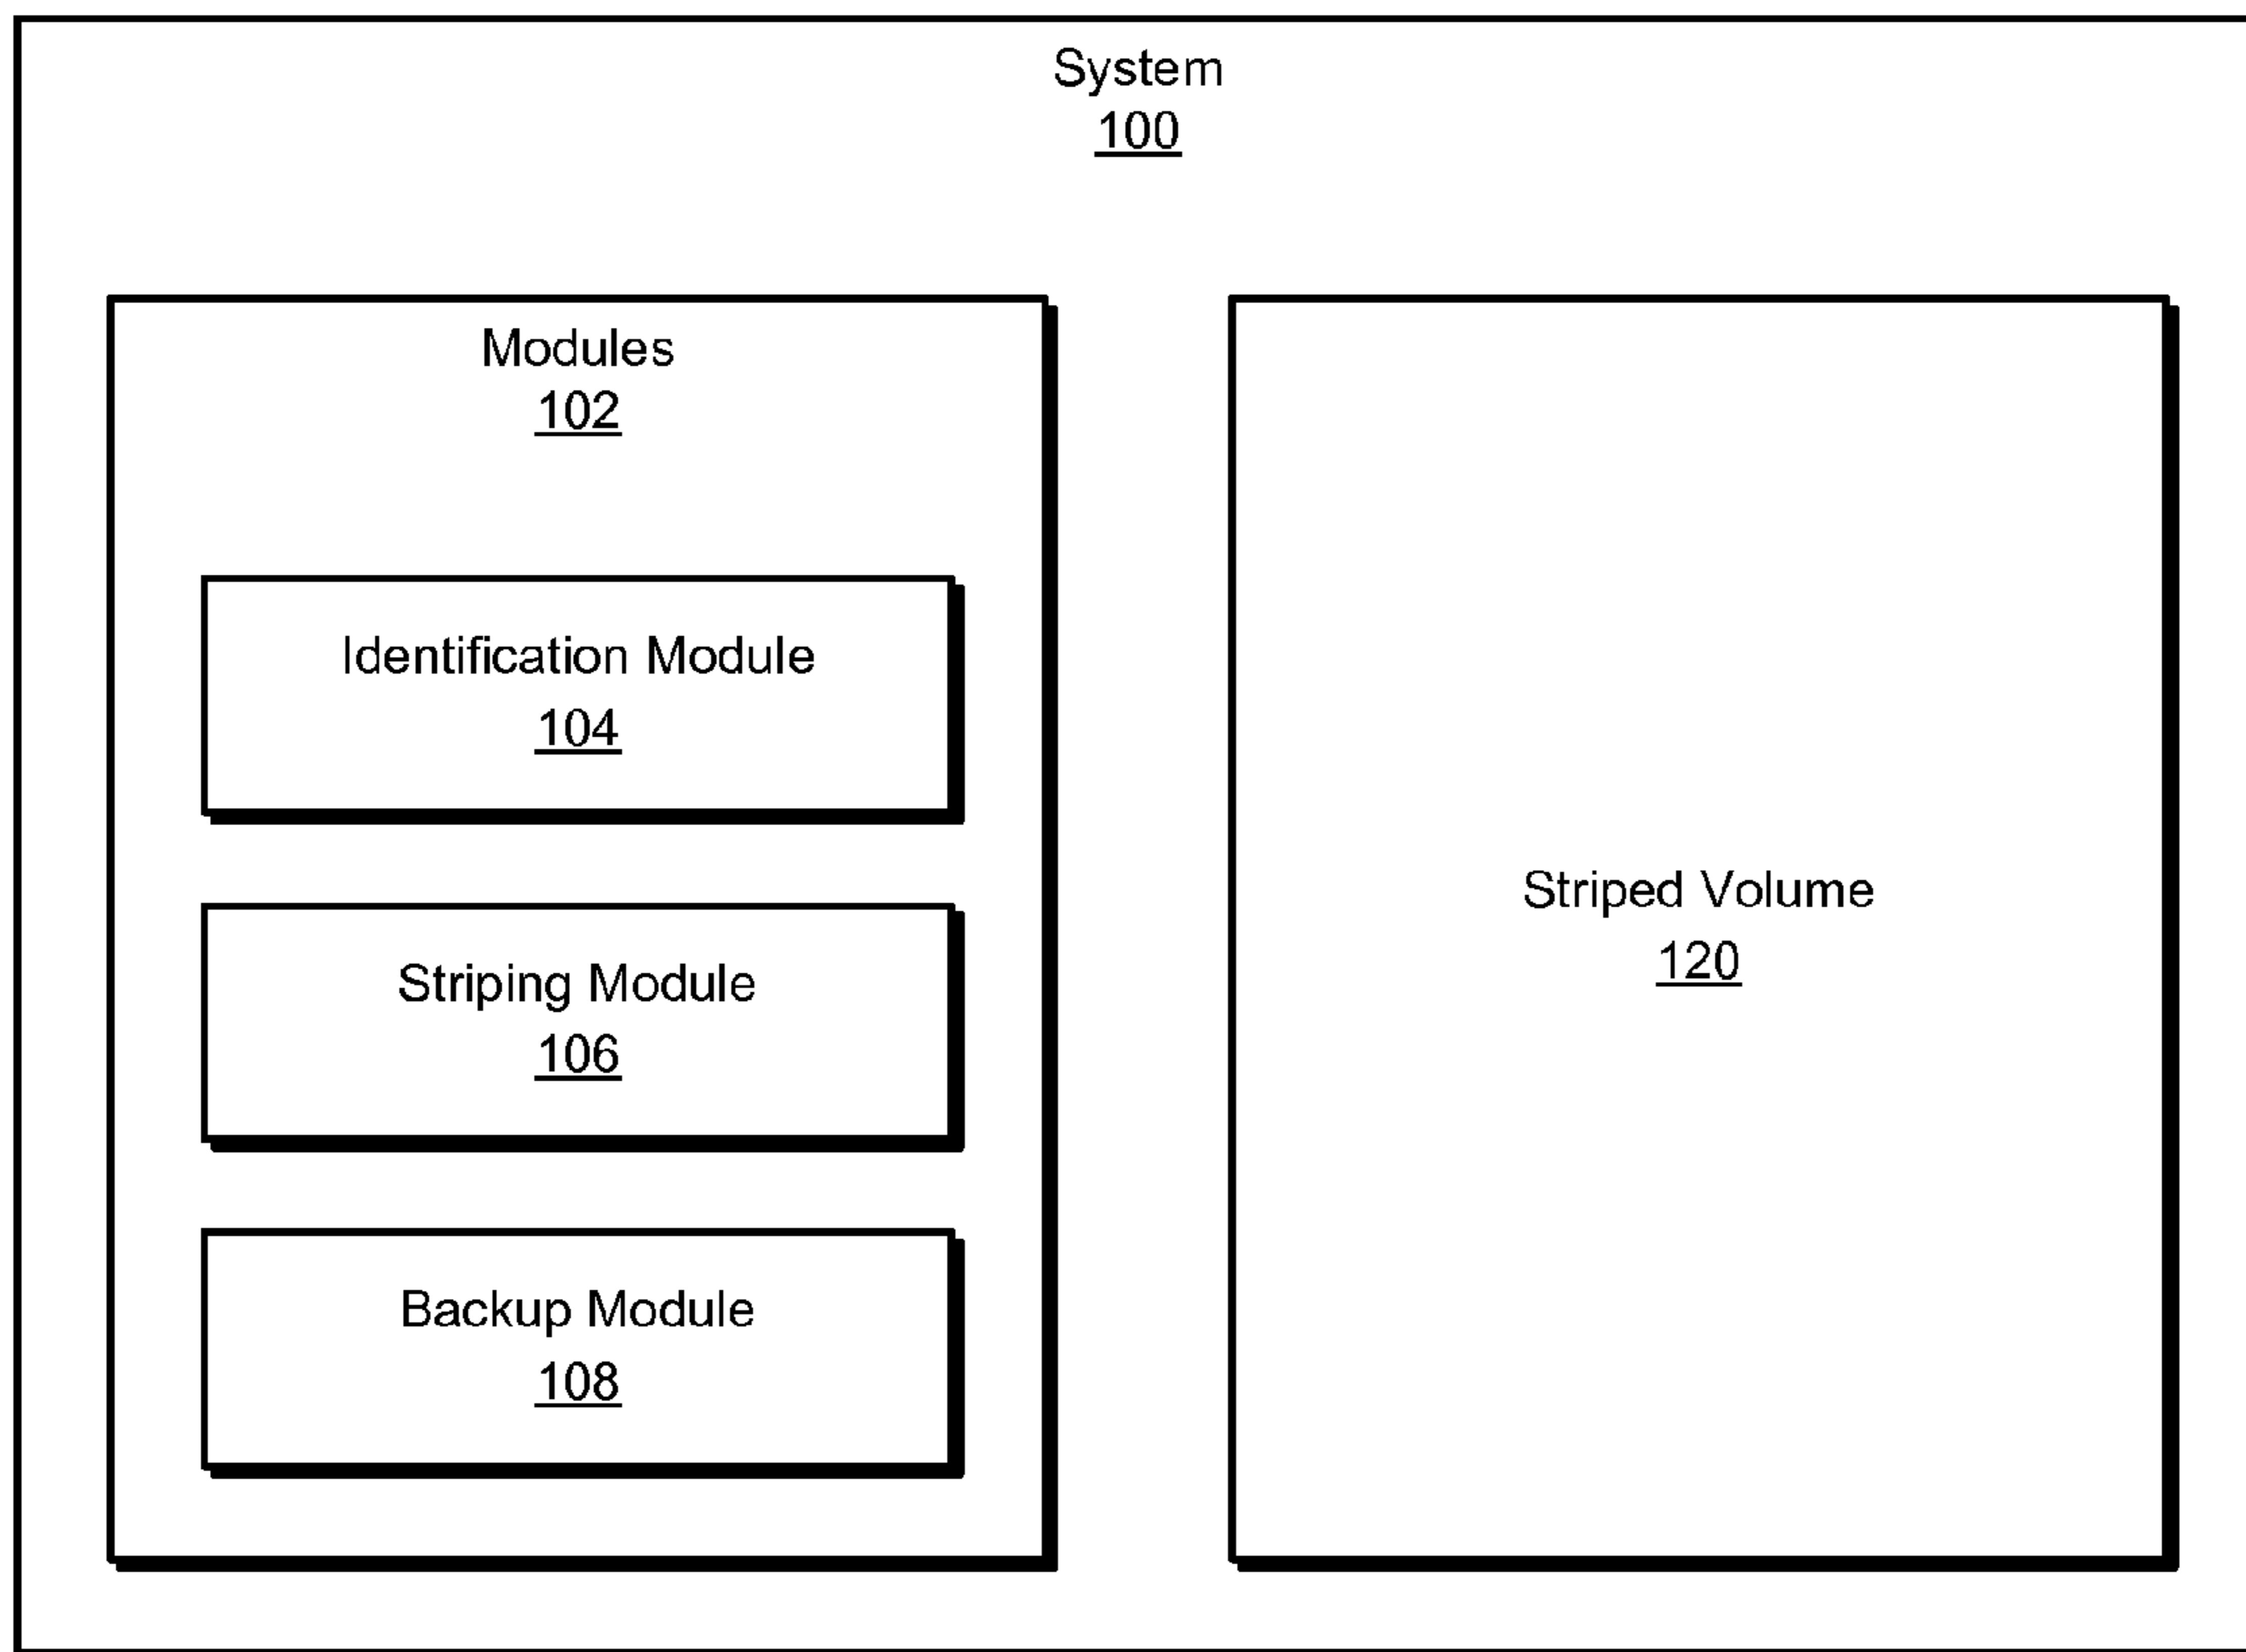 System
100
Modules
102
Identification Module
104
Striping Module
106
Backup Module
108
Striped Volume
120